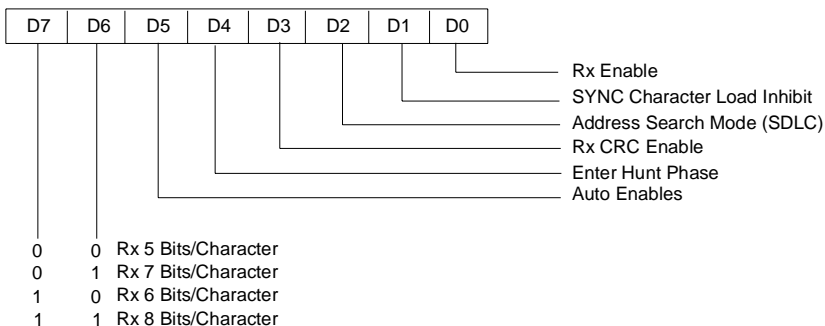 D7 D6 D5 D4 D3 D2 D1 D0
Rx Enable
SYNC Character Load Inhibit
Address Search Mode (SDLC)
Rx CRC Enable
Enter Hunt Phase
Auto Enables
0 0 Rx 5 Bits/Character
0 1 Rx 7 Bits/Character
1 0 Rx 6 Bits/Character
1 1 Rx 8 Bits/Character